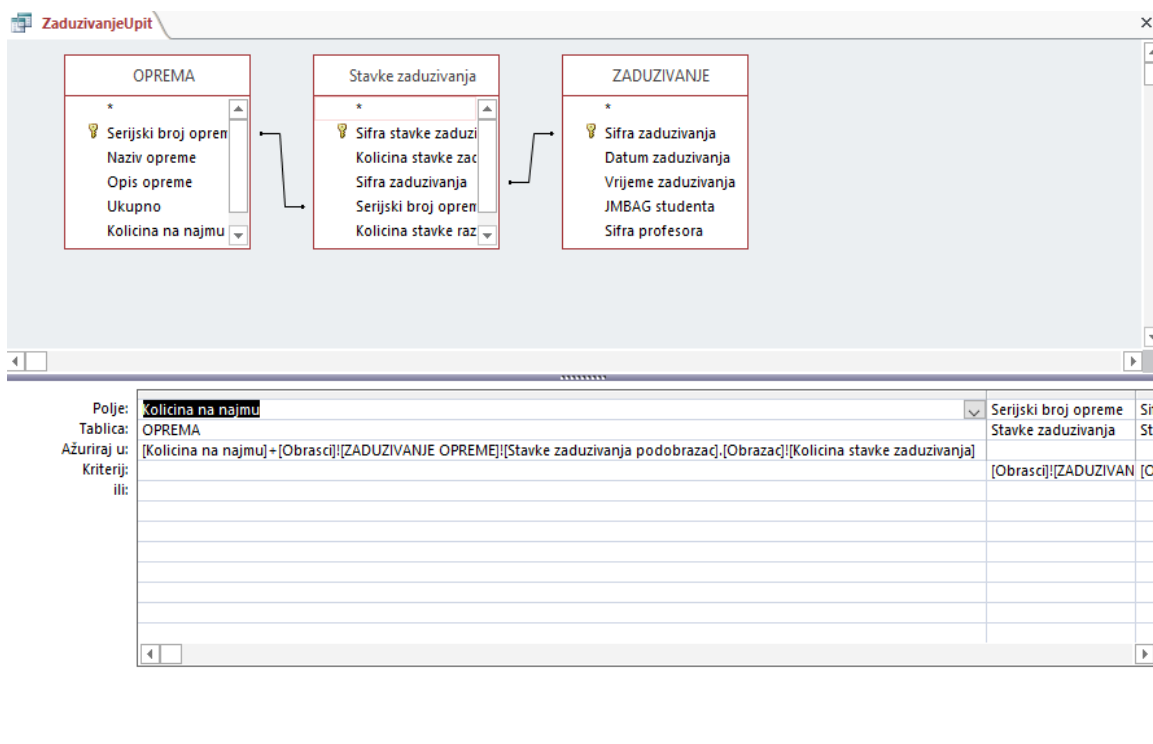 ZaduzivanjeUpit
OPREMA
*
Serijski broj oprem
Naziv opreme
Opis opreme
Ukupno
Kolicina na najmu
Stavke zaduzivanja
*
Sifra stavke zaduzi
Kolicina stavke zad
Sifra zaduzivanja
Serijski broj oprem
Kolicina stavke raz
ZADUZIVANJE
*
Sifra zaduzivanja
Datum zaduzivanja
Vrijeme zaduzivanja
JMBAG studenta
Sifra profesora
Polje: Kolicina na najmu Serijski broj opreme Sif
Tablica: OPREMA Stavke zaduzivanja St
Ažuriraj u: [Kolicina na najmu]+[Obrasci]![ZADUZIVANJE OPREME]![Stavke zaduzivanja podobrazac].[Obrazac]![Kolicina stavke zaduzivanja]
Kriterij: [Obrasci]![ZADUZIVAN [O
ili: